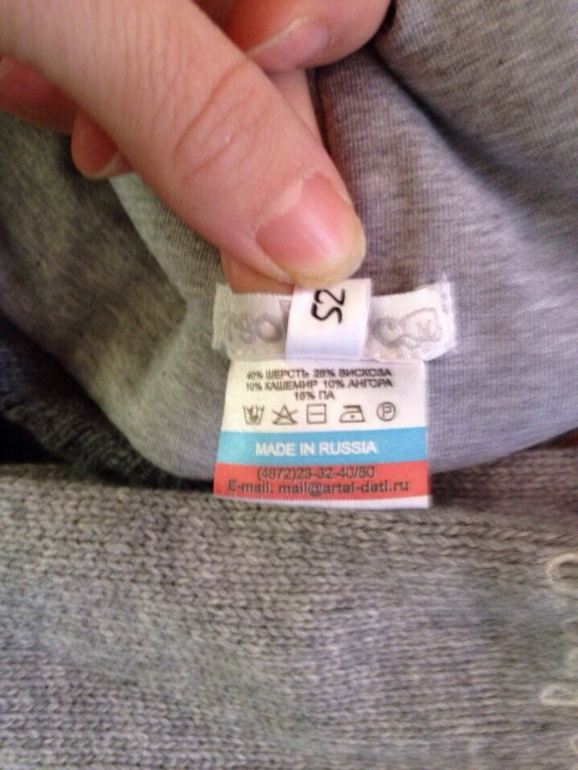 52
40% ШЕРСТЬ 25% ВИСКОЗА
10% КАШЕМИР 10% АНГОРА
15% ПА
MADE IN RUSSIA
(4872)23-32-40/50
E-mail: mail@artel-deti.ru